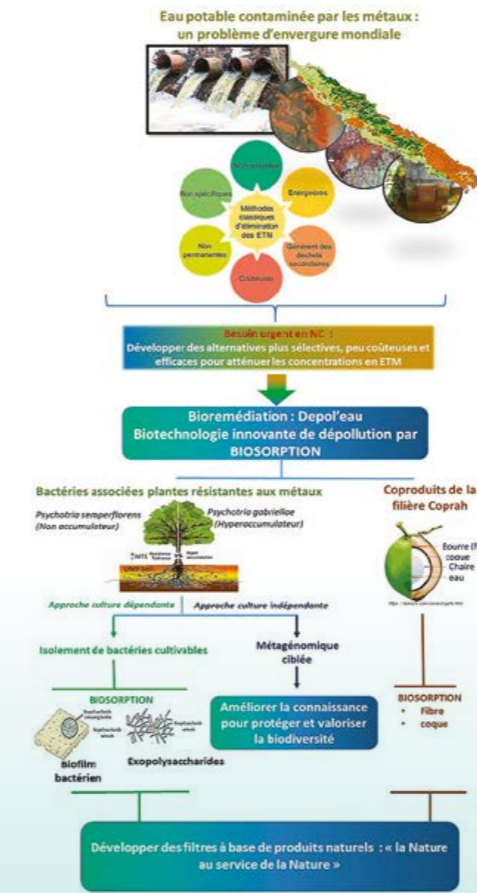 Eau potable contaminée par les métaux :
un problème d'envergure mondiale
Energivores
Non spécifiques
Méthodes
classiques
d'élimination
des ETM
Non
permanentes
Génèrent des
déchets
secondaires
Coûteuses
Besoin urgent en NC :
Développer des alternatives plus sélectives, peu coûteuses et
efficaces pour atténuer les concentrations en ETM
Bioremédiation : Depol'eau
Biotechnologie innovante de dépollution par
BIOSORPTION
Bactéries associées plantes résistantes aux métaux
Psychotria semperflorens
(Non accumulateur)
Psychotria gabriellae
(Hyperaccumulateur)
Approche culture dépendante
Approche culture indépendante
Isolement de bactéries cultivables
Métagénomique
ciblée
BIOSORPTION
Biofilm
bactérien
Exopolysaccharides
Améliorer la connaissance
pour protéger et valoriser
la biodiversité
Coproduits de la
filière Coprah
coque
Chaire
eau
BIOSORPTION
• Fibre
• coque
Développer des filtres à base de produits naturels : « la Nature
au service de la Nature »